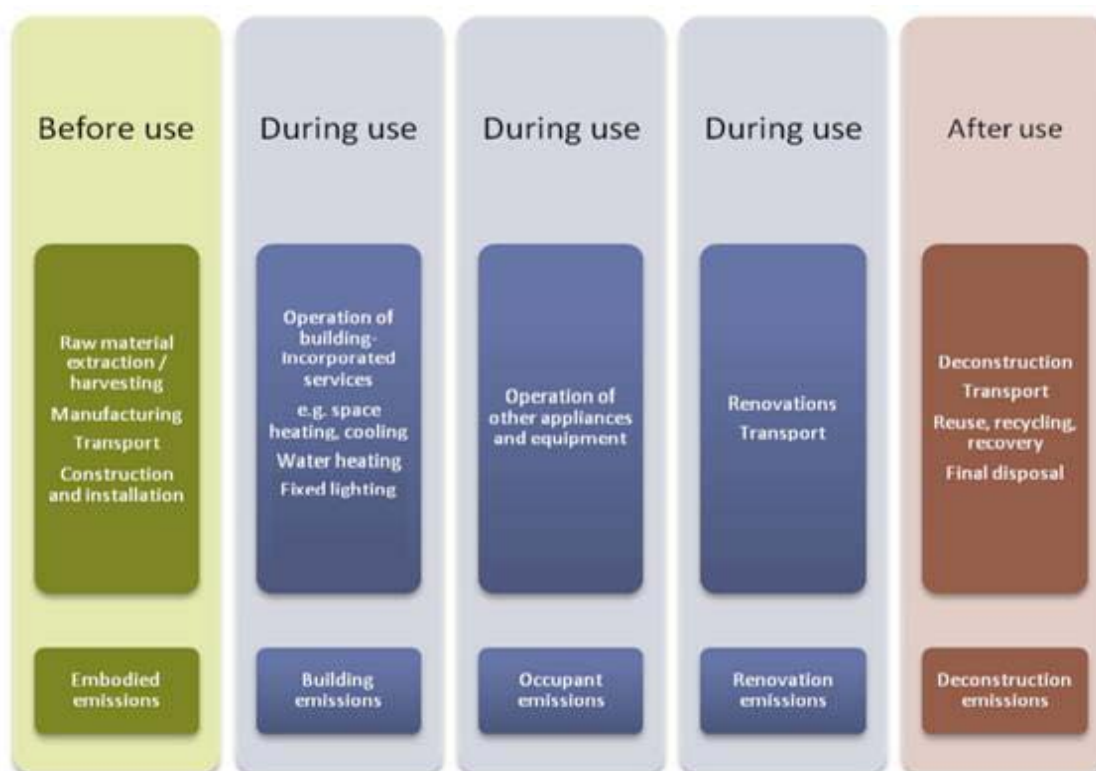 Before use
Raw material
extraction /
harvesting
Manufacturing
Transport
Construction
and installation
Embodied
emissions
During use
Operation of
building-
incorporated
services
e.g. space
heating, cooling
Water heating
Fixed lighting
Building
emissions
During use
Operation of
other appliances
and equipment
Occupant
emissions
During use
Renovations
Transport
Renovation
emissions
After use
Deconstruction
Transport
Reuse, recycling,
recovery
Final disposal
Deconstruction
emissions